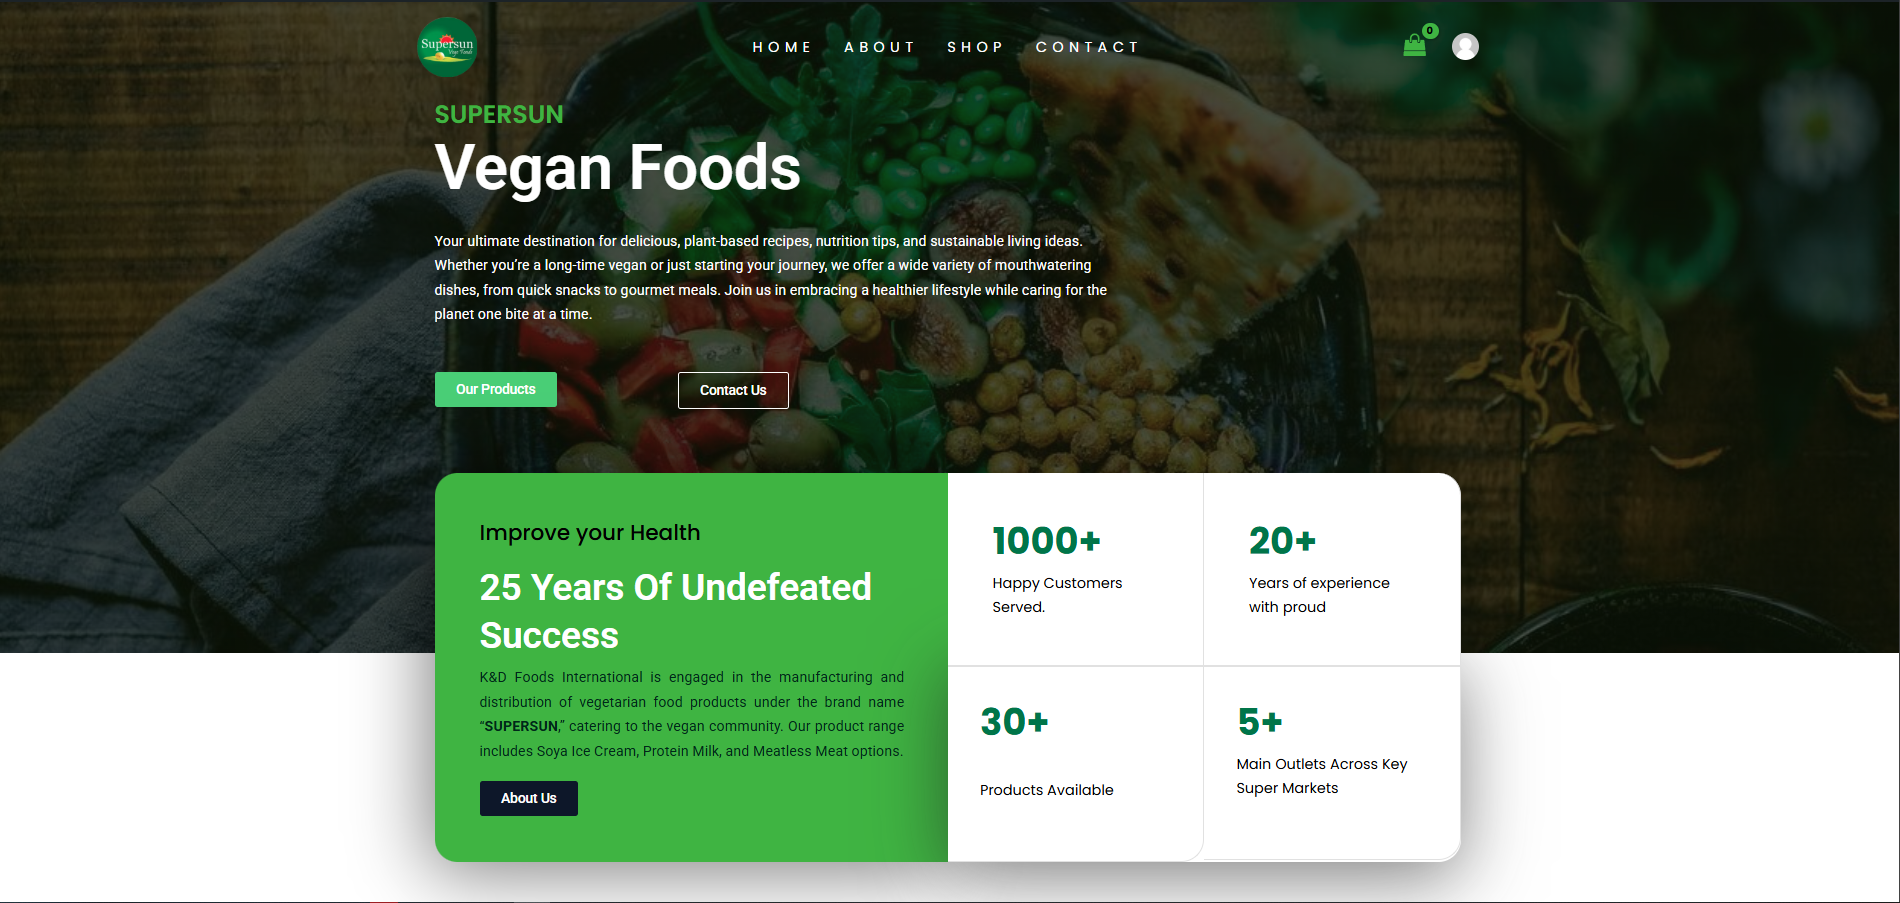 Supersun
Vege Foods
HOME ABOUT SHOP CONTACT
0
SUPERSUN
Vegan Foods
Your ultimate destination for delicious, plant-based recipes, nutrition tips, and sustainable living ideas.
Whether you’re a long-time vegan or just starting your journey, we offer a wide variety of mouthwatering
dishes, from quick snacks to gourmet meals. Join us in embracing a healthier lifestyle while caring for the
planet one bite at a time.
Our Products
Contact Us
Improve your Health
25 Years Of Undefeated
Success
K&D Foods International is engaged in the manufacturing and
distribution of vegetarian food products under the brand name
“SUPERSUN,” catering to the vegan community. Our product range
includes Soya Ice Cream, Protein Milk, and Meatless Meat options.
About Us
1000+
Happy Customers
Served.
20+
Years of experience
with proud
30+
Products Available
5+
Main Outlets Across Key
Super Markets